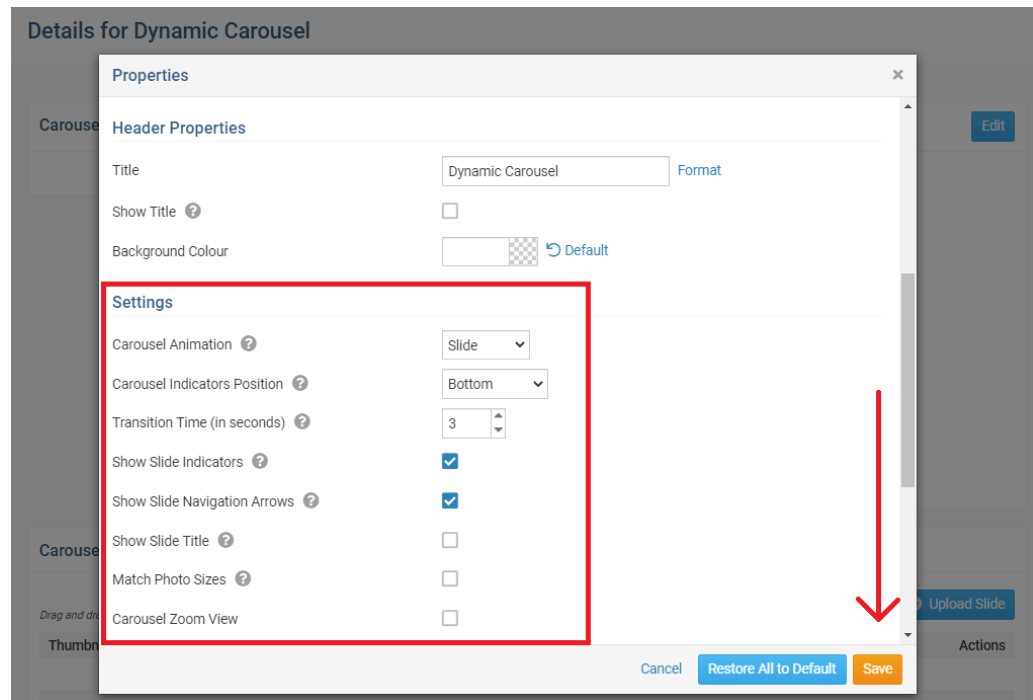 Details for Dynamic Carousel
Properties ×
Carouse
Edit
Header Properties
Title Dynamic Carousel Format
Show Title ?
Background Colour Default
Settings
Carousel Animation ? Slide
Carousel Indicators Position ? Bottom
Transition Time (in seconds) ? 3
Show Slide Indicators ?
Show Slide Navigation Arrows ?
Show Slide Title ?
Carouse
Match Photo Sizes ?
Carousel Zoom View
Drag and dr
Upload Slide
Thumbn
Actions
Cancel Restore All to Default Save